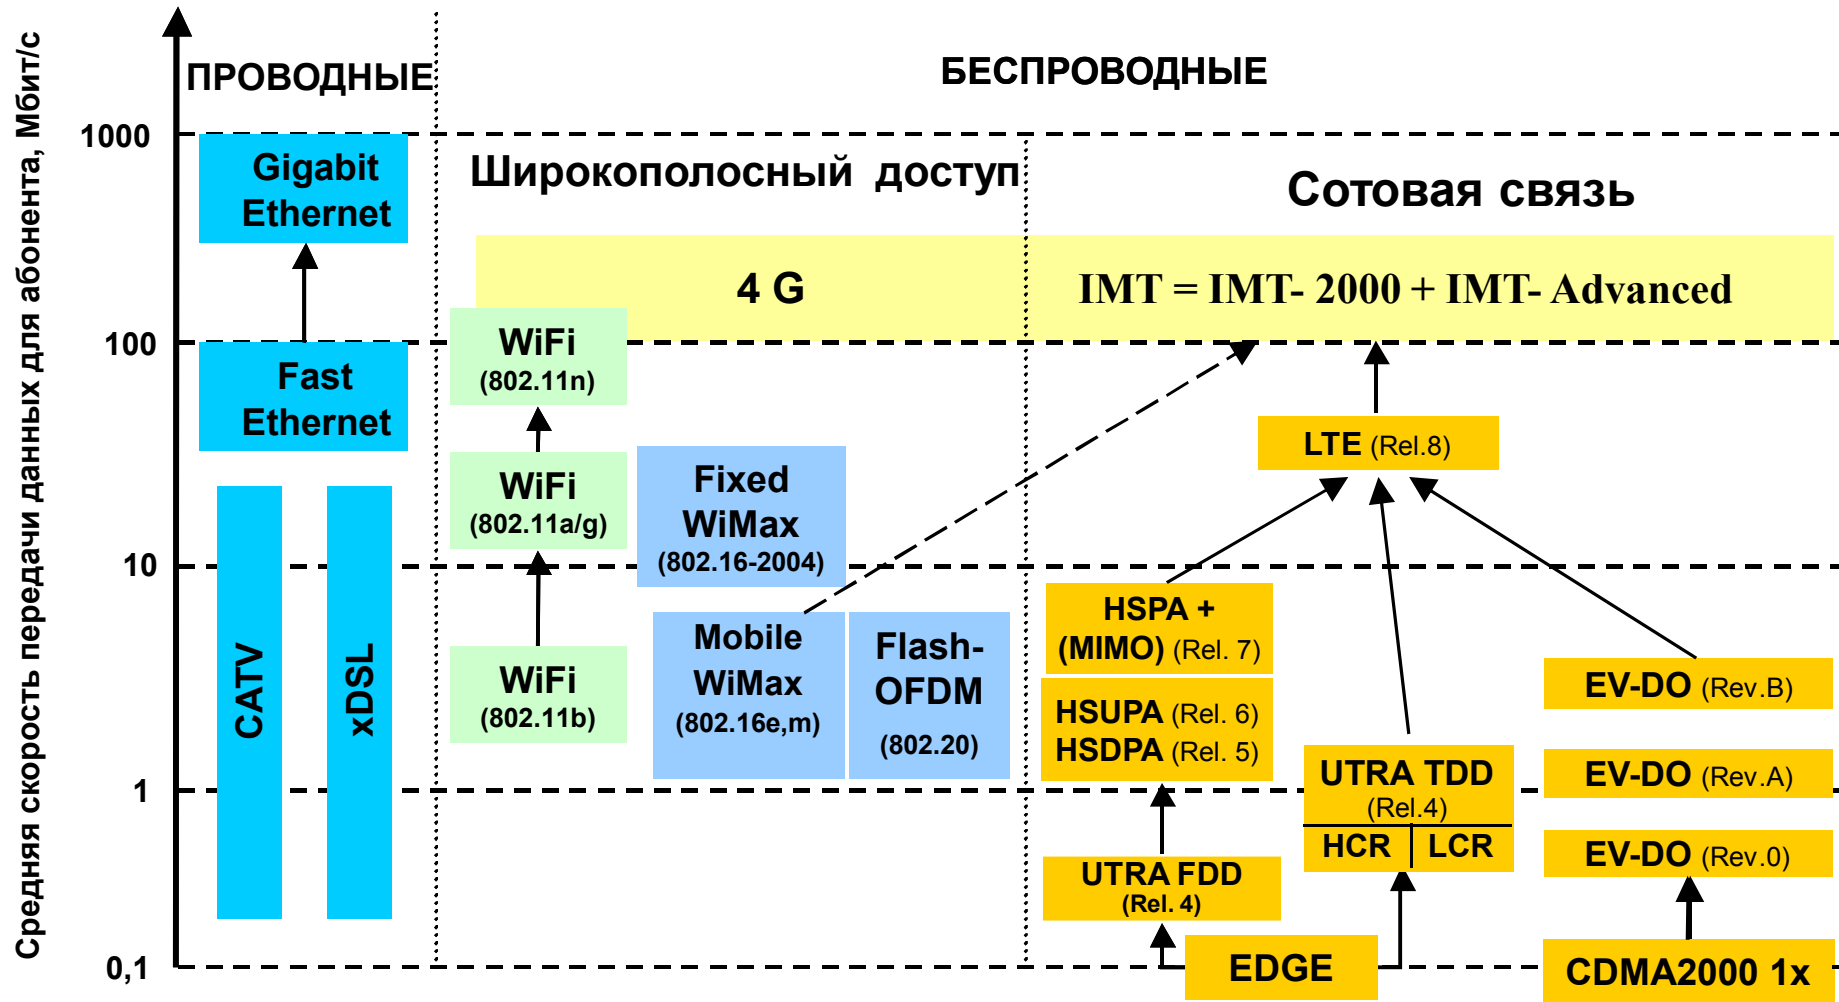 Средняя скорость передачи данных для абонента, Мбит/с
ПРОВОДНЫЕ
БЕСПРОВОДНЫЕ
1000
100
10
1
0,1
Gigabit
Ethernet
Fast
Ethernet
CATV
xDSL
Широкополосный доступ
Сотовая связь
4 G
IMT = IMT- 2000 + IMT- Advanced
WiFi
(802.11n)
WiFi
(802.11a/g)
WiFi
(802.11b)
Fixed
WiMax
(802.16-2004)
Mobile
WiMax
(802.16e,m)
Flash-
OFDM
(802.20)
LTE (Rel.8)
HSPA +
(MIMO) (Rel. 7)
HSUPA (Rel. 6)
HSDPA (Rel. 5)
UTRA FDD
(Rel. 4)
UTRA TDD
(Rel.4)
HCR LCR
EDGE
EV-DO (Rev.B)
EV-DO (Rev.A)
EV-DO (Rev.0)
CDMA2000 1x